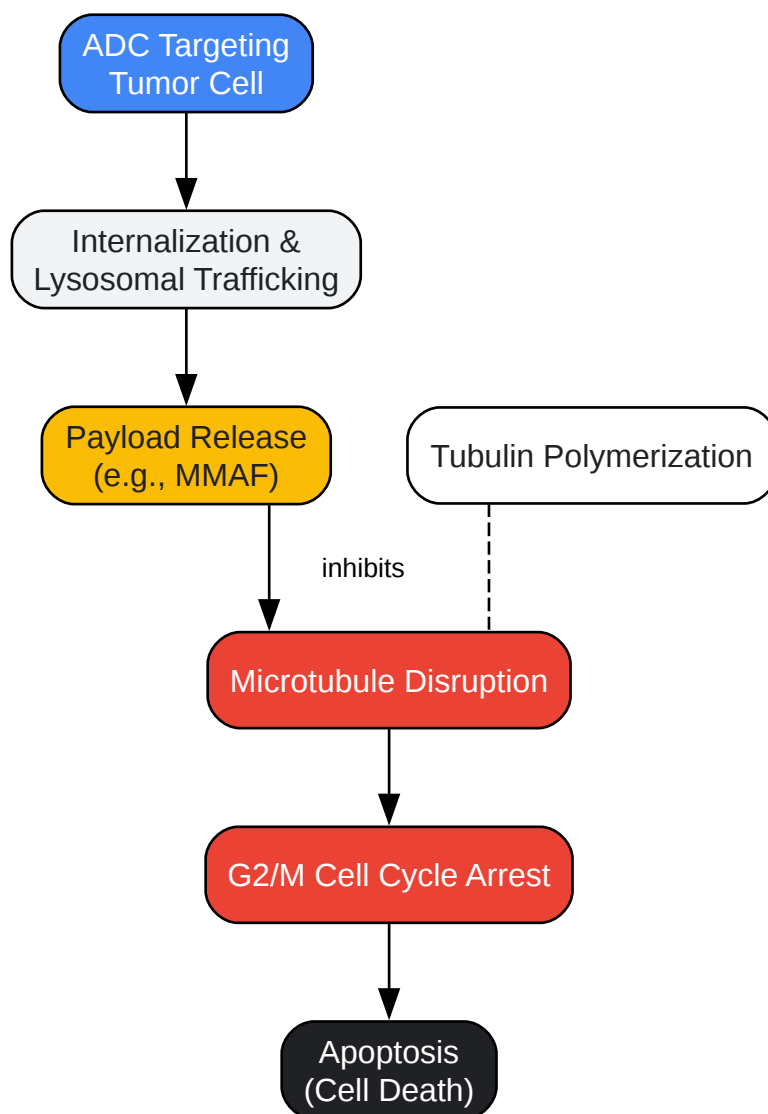 ADC Targeting
Tumor Cell
Internalization &
Lysosomal Trafficking
Payload Release
(e.g., MMAF)
Tubulin Polymerization
inhibits
Microtubule Disruption
G2/M Cell Cycle Arrest
Apoptosis
(Cell Death)